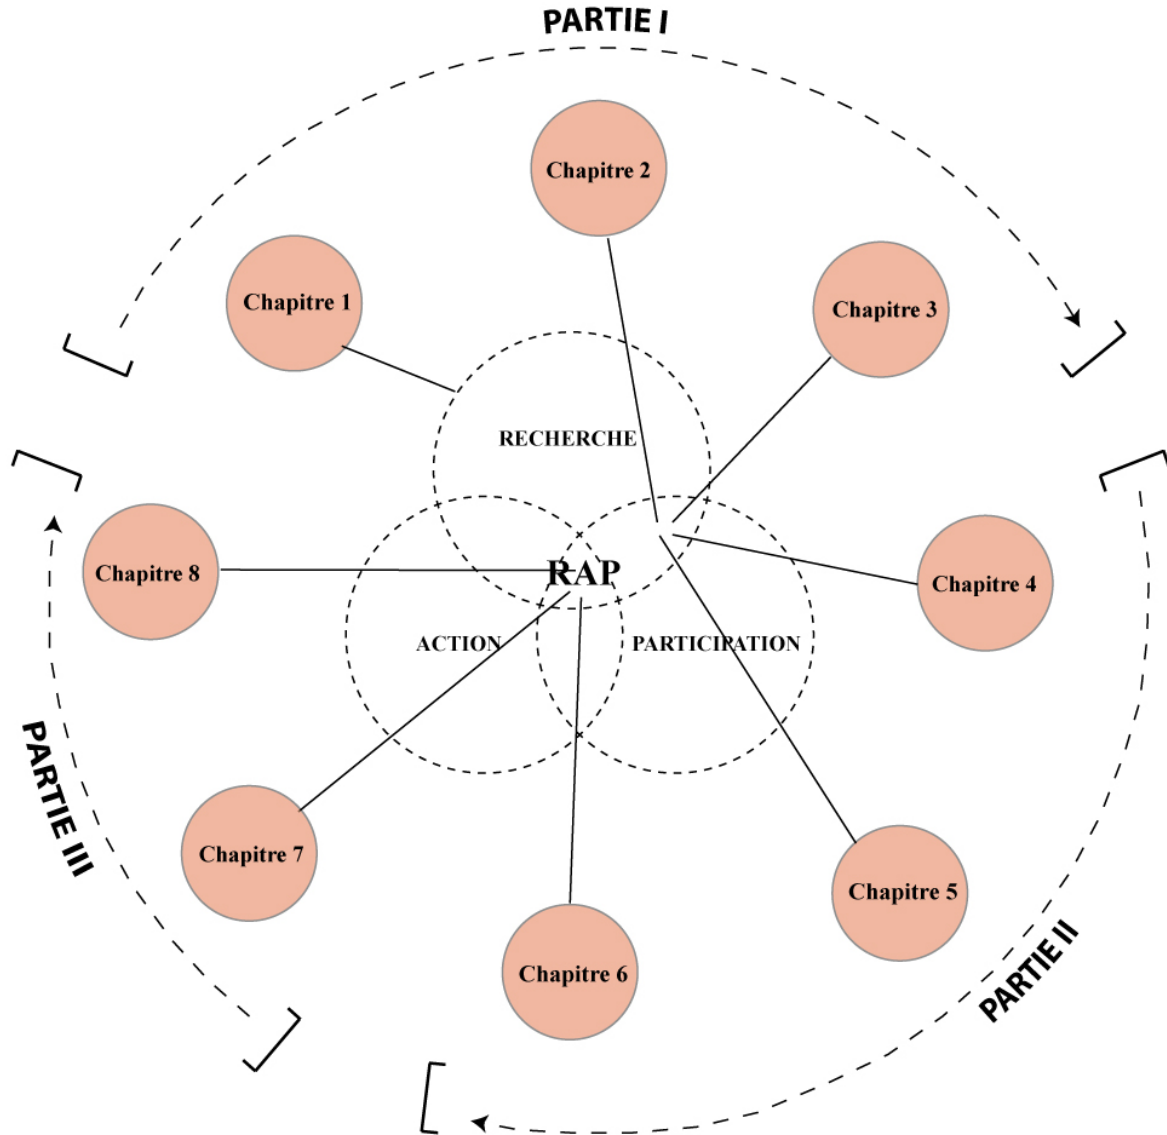 PARTIE I
Chapitre 2
Chapitre 1
Chapitre 3
RECHERCHE
Chapitre 8
RAP
Chapitre 4
ACTION
PARTICIPATION
PARTIE III
Chapitre 7
Chapitre 5
Chapitre 6
PARTIE II